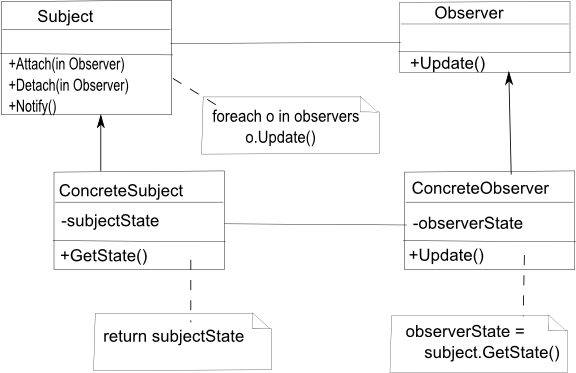 Subject
+Attach(in Observer)
+Detach(in Observer)
+Notify()
Observer
+Update()
foreach o in observers
o.Update()
ConcreteSubject
-subjectState
+GetState()
ConcreteObserver
-observerState
+Update()
return subjectState
observerState =
subject.GetState()